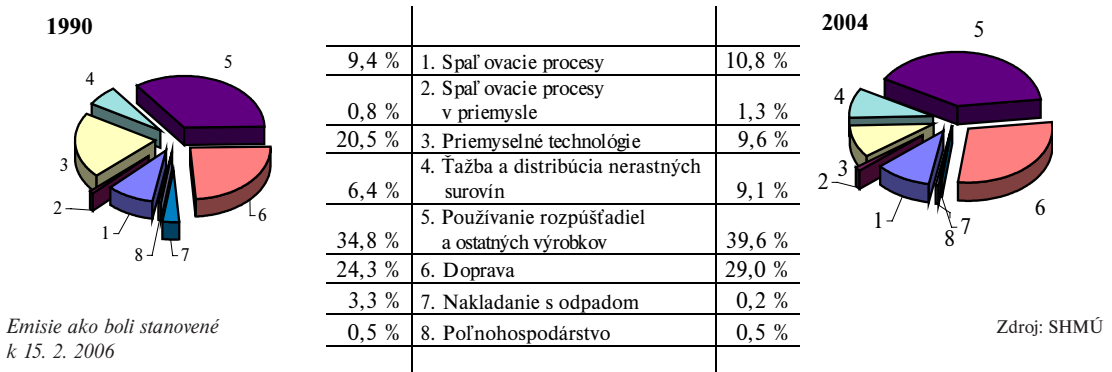 1990
5
4
3
2
1
8
7
6
9,4 % 1. Spaľovacie procesy 10,8 %
2. Spaľovacie procesy
0,8 % v priemysle 1,3 %
20,5 % 3. Priemyselné technológie 9,6 %
4. Ťažba a distribúcia nerastných
6,4 % surovín 9,1 %
5. Používanie rozpúšťadiel
34,8 % a ostatných výrobkov 39,6 %
24,3 % 6. Doprava 29,0 %
3,3 % 7. Nakladanie s odpadom 0,2 %
0,5 % 8. Poľnohospodárstvo 0,5 %
2004
5
4
3
2
1
8
7
6
Emisie ako boli stanovené
k 15. 2. 2006
Zdroj: SHMÚ